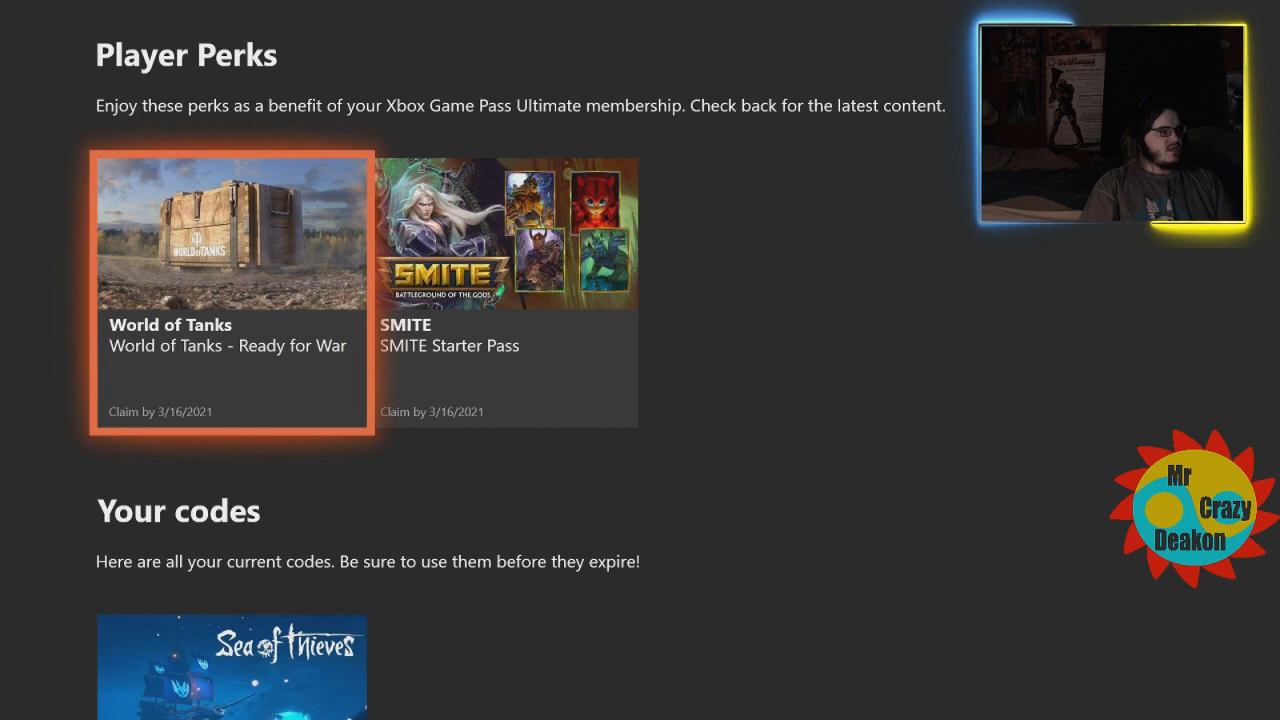 Player Perks
Enjoy these perks as a benefit of your Xbox Game Pass Ultimate membership. Check back for the latest content.
WORLD OF TANKS
SMITE
BATTLEGROUND OF THE GODS
World of Tanks
World of Tanks - Ready for War
Claim by 3/16/2021
SMITE
SMITE Starter Pass
Claim by 3/16/2021
Mr
Crazy
Deakon
Your codes
Here are all your current codes. Be sure to use them before they expire!
Sea of Thieves